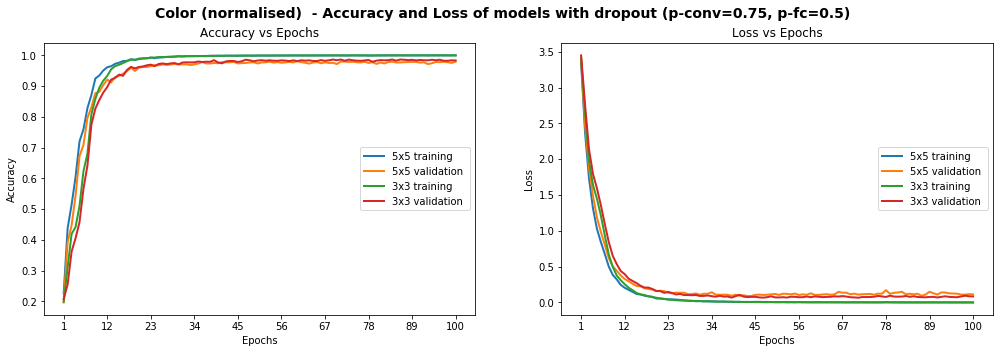 Color (normalised)  - Accuracy and Loss of models with dropout (p-conv=0.75, p-fc=0.5)
Accuracy vs Epochs
1.0
0.9
0.8
0.7
0.6
0.5
0.4
0.3
0.2
Accuracy
5x5 training
5x5 validation
3x3 training
3x3 validation
1 12 23 34 45 56 67 78 89 100
Epochs
Loss vs Epochs
3.5
3.0
2.5
2.0
1.5
1.0
0.5
0.0
Loss
5x5 training
5x5 validation
3x3 training
3x3 validation
1 12 23 34 45 56 67 78 89 100
Epochs